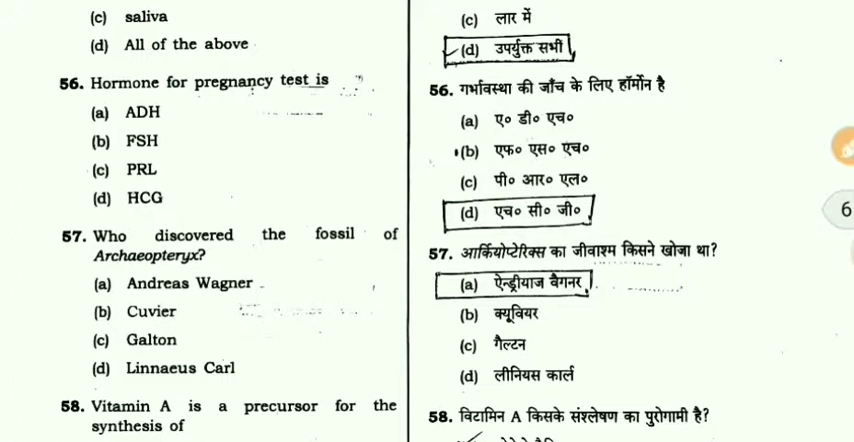 (c) saliva
(d) All of the above
56. Hormone for pregnancy test is
(a) ADH
(b) FSH
(c) PRL
(d) HCG
57. Who discovered the fossil of
Archaeopteryx?
(a) Andreas Wagner
(b) Cuvier
(c) Galton
(d) Linnaeus Carl
58. Vitamin A is a precursor for the
synthesis of
(c) लार में
(d) उपर्युक्त सभी
56. गर्भावस्था की जाँच के लिए हॉर्मोन है
(a) ए० डी० एच०
(b) एफ० एस० एच०
(c) पी० आर० एल०
(d) एच० सी० जी०
57. आर्कियोप्टेरिक्स का जीवाश्म किसने खोजा था?
(a) ऐन्ड्रीयाज वैगनर
(b) क्यूवियर
(c) गैल्टन
(d) लीनियस कार्ल
58. विटामिन A किसके संश्लेषण का पुरोगामी है?
6